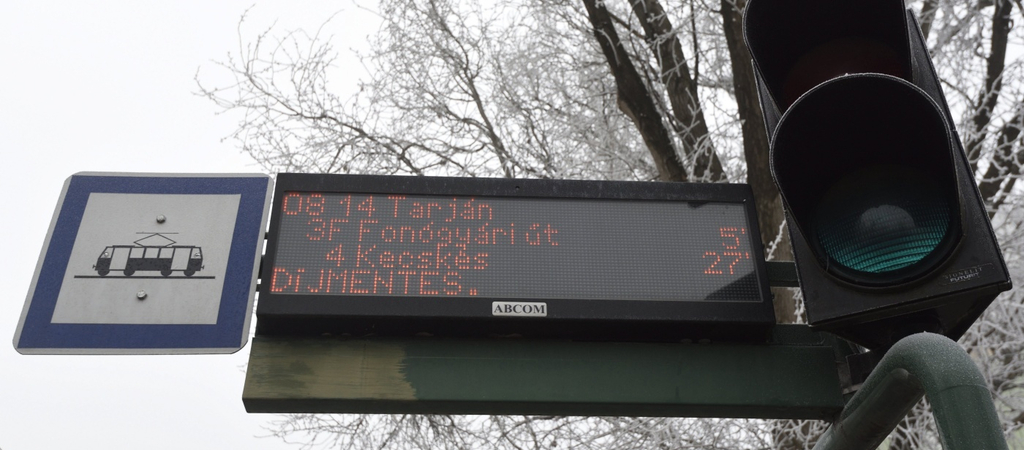 08 14 Tarján
3F Fonógyári út 5'
4 Kecskés 27'
DÍJMENTES.
ABCOM